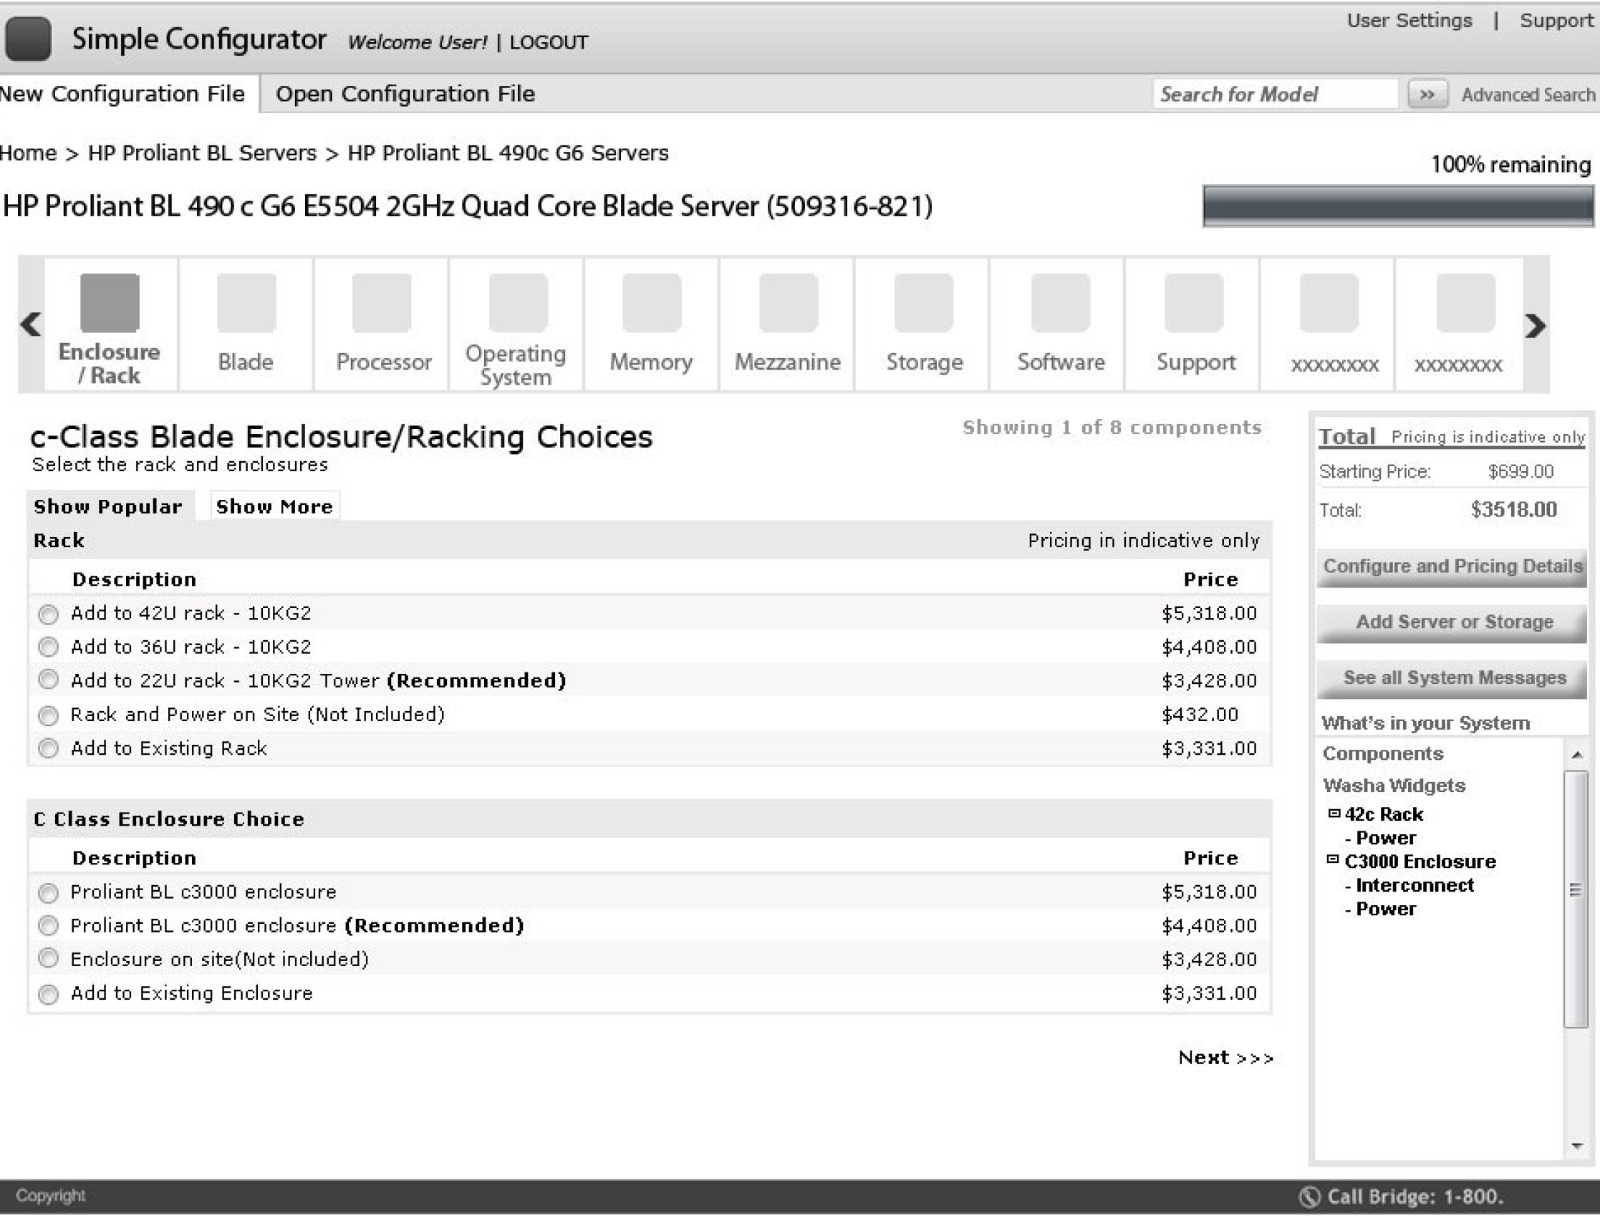 Simple Configurator Welcome User! | LOGOUT
User Settings | Support
New Configuration File
Open Configuration File
Search for Model
>>
Advanced Search
Home > HP Proliant BL Servers > HP Proliant BL 490c G6 Servers
100% remaining
HP Proliant BL 490 c G6 E5504 2GHz Quad Core Blade Server (509316-821)
Enclosure
/ Rack
Blade
Processor
Operating
System
Memory
Mezzanine
Storage
Software
Support
xxxxxxxx
xxxxxxxx
c-Class Blade Enclosure/Racking Choices
Showing 1 of 8 components
Select the rack and enclosures
Show Popular
Show More
Rack Pricing in indicative only
Description Price
Add to 42U rack - 10KG2 $5,318.00
Add to 36U rack - 10KG2 $4,408.00
Add to 22U rack - 10KG2 Tower (Recommended) $3,428.00
Rack and Power on Site (Not Included) $432.00
Add to Existing Rack $3,331.00
C Class Enclosure Choice
Description Price
Proliant BL c3000 enclosure $5,318.00
Proliant BL c3000 enclosure (Recommended) $4,408.00
Enclosure on site(Not included) $3,428.00
Add to Existing Enclosure $3,331.00
Next >>>
Total Pricing is indicative only
Starting Price: $699.00
Total: $3518.00
Configure and Pricing Details
Add Server or Storage
See all System Messages
What's in your System
Components
Washa Widgets
42c Rack
- Power
C3000 Enclosure
- Interconnect
- Power
Copyright
Call Bridge: 1-800.